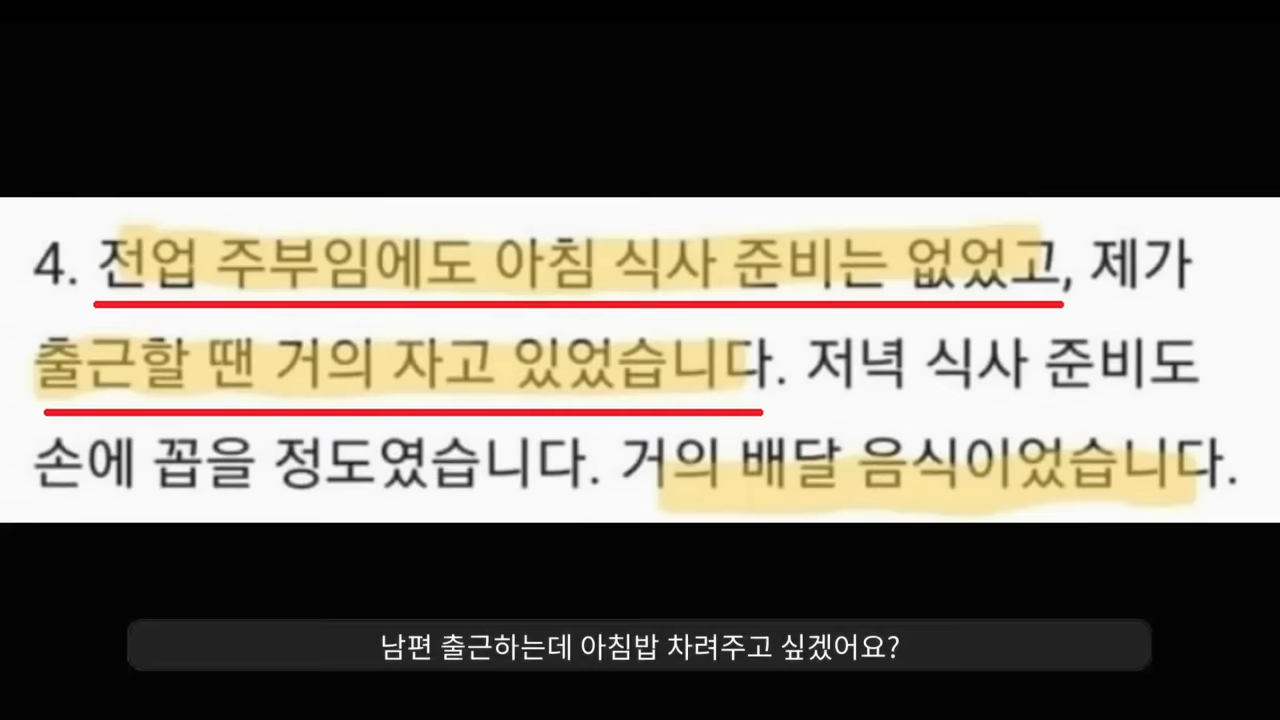 4. 전업 주부임에도 아침 식사 준비는 없었고, 제가
출근할 땐 거의 자고 있었습니다. 저녁 식사 준비도
손에 꼽을 정도였습니다. 거의 배달 음식이었습니다.
남편 출근하는데 아침밥 차려주고 싶겠어요?